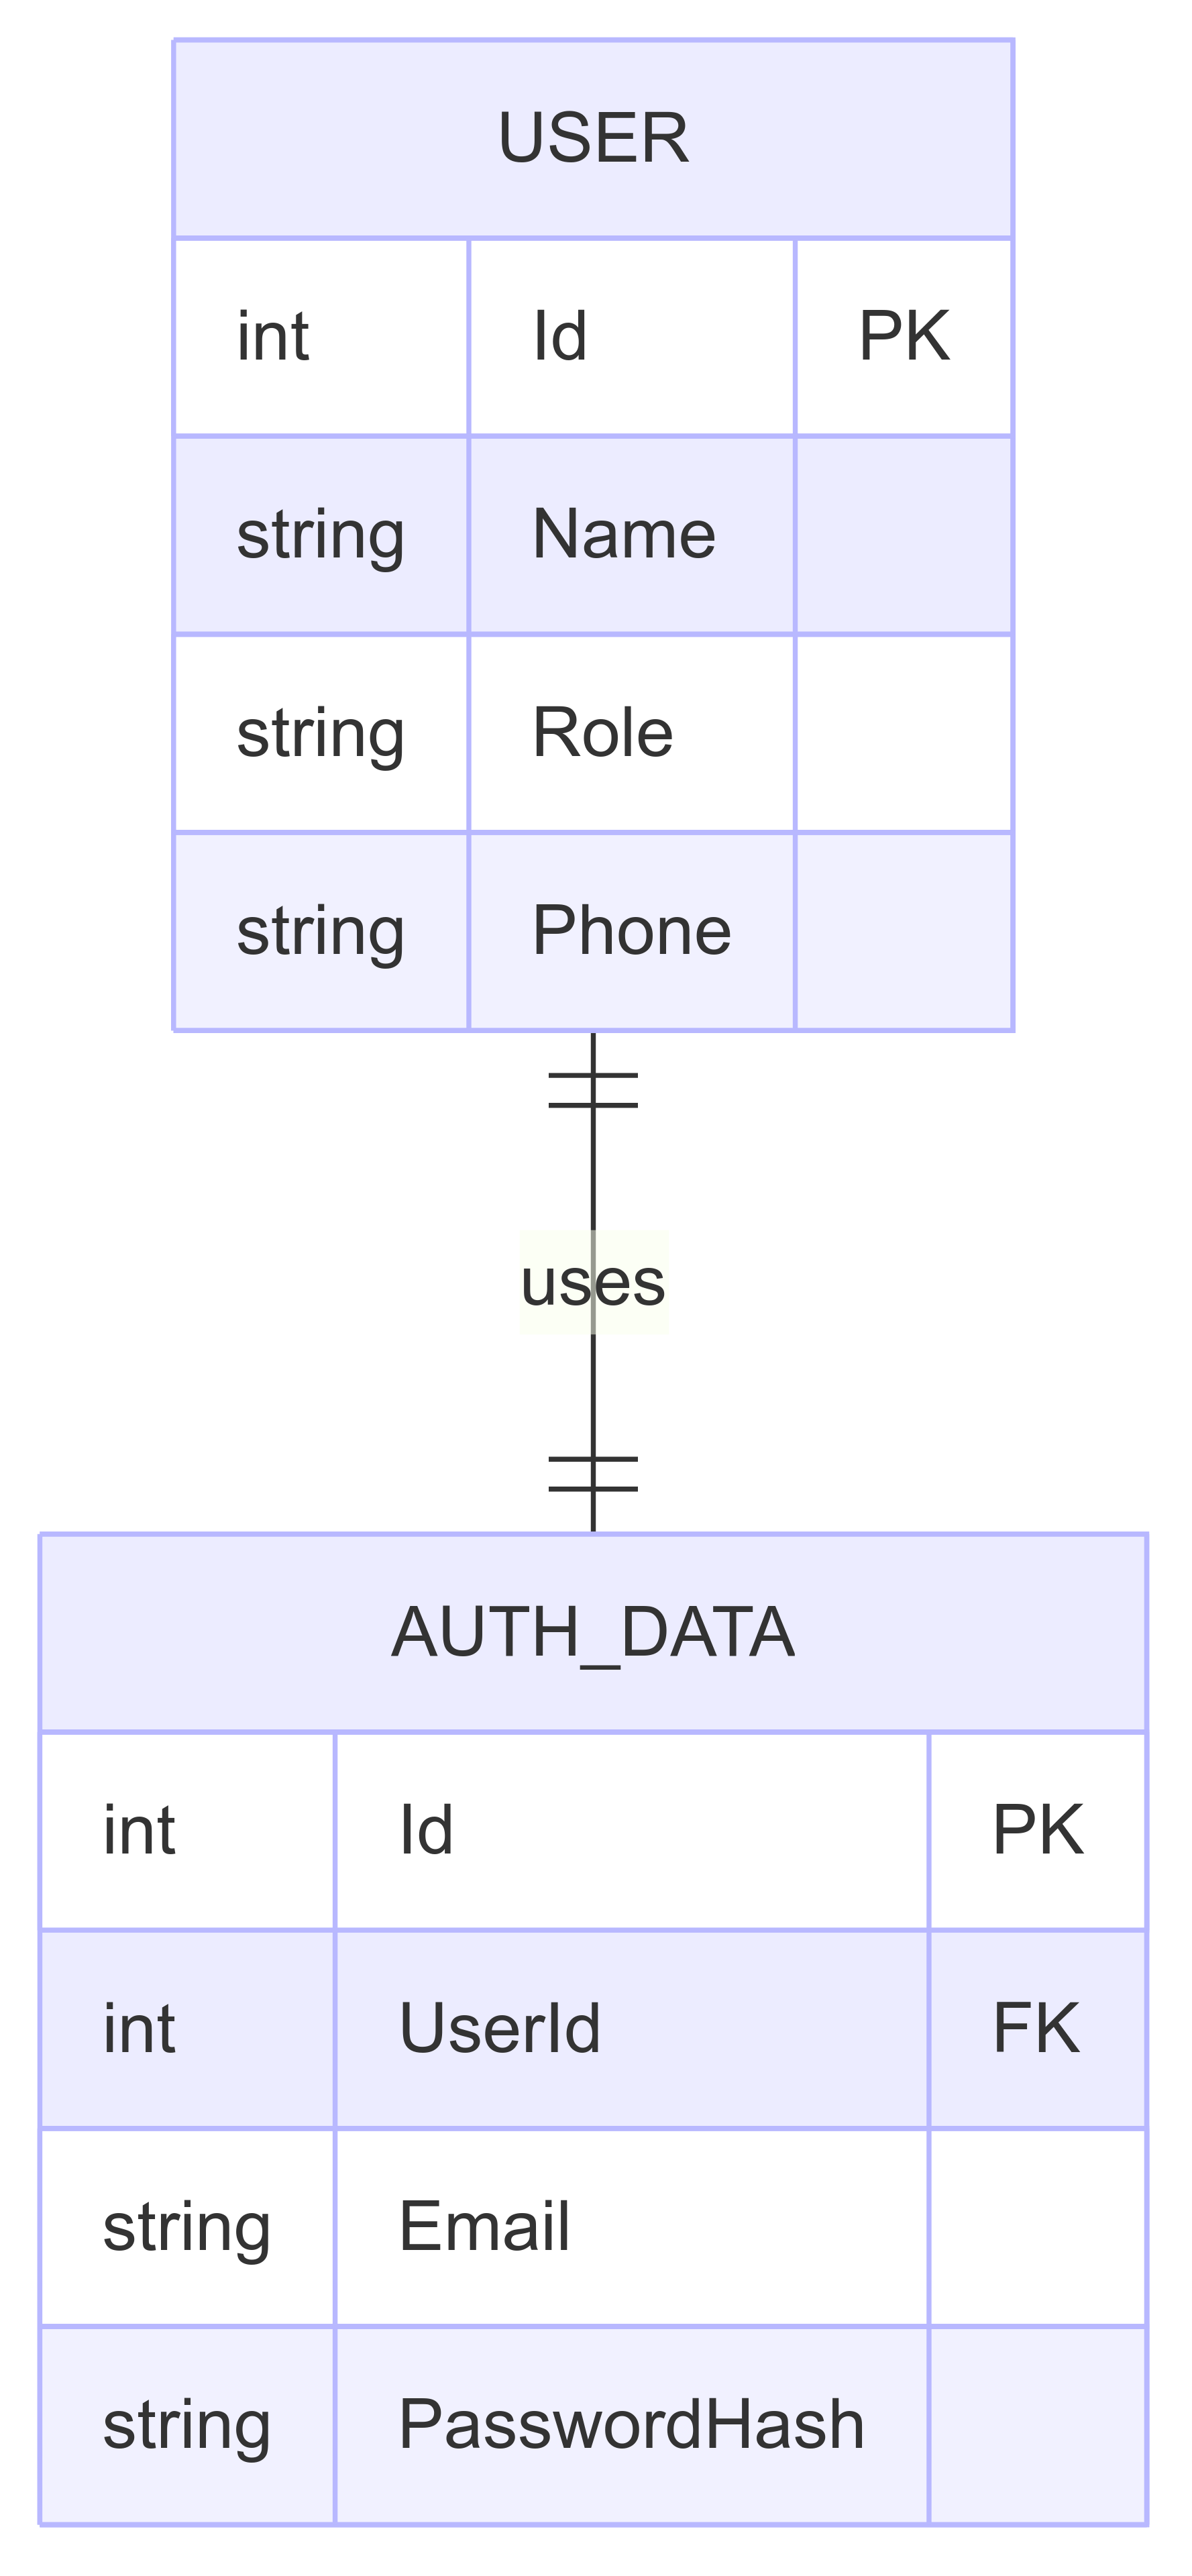 USER
int Id PK
string Name
string Role
string Phone
uses
AUTH_DATA
int Id PK
int UserId FK
string Email
string PasswordHash